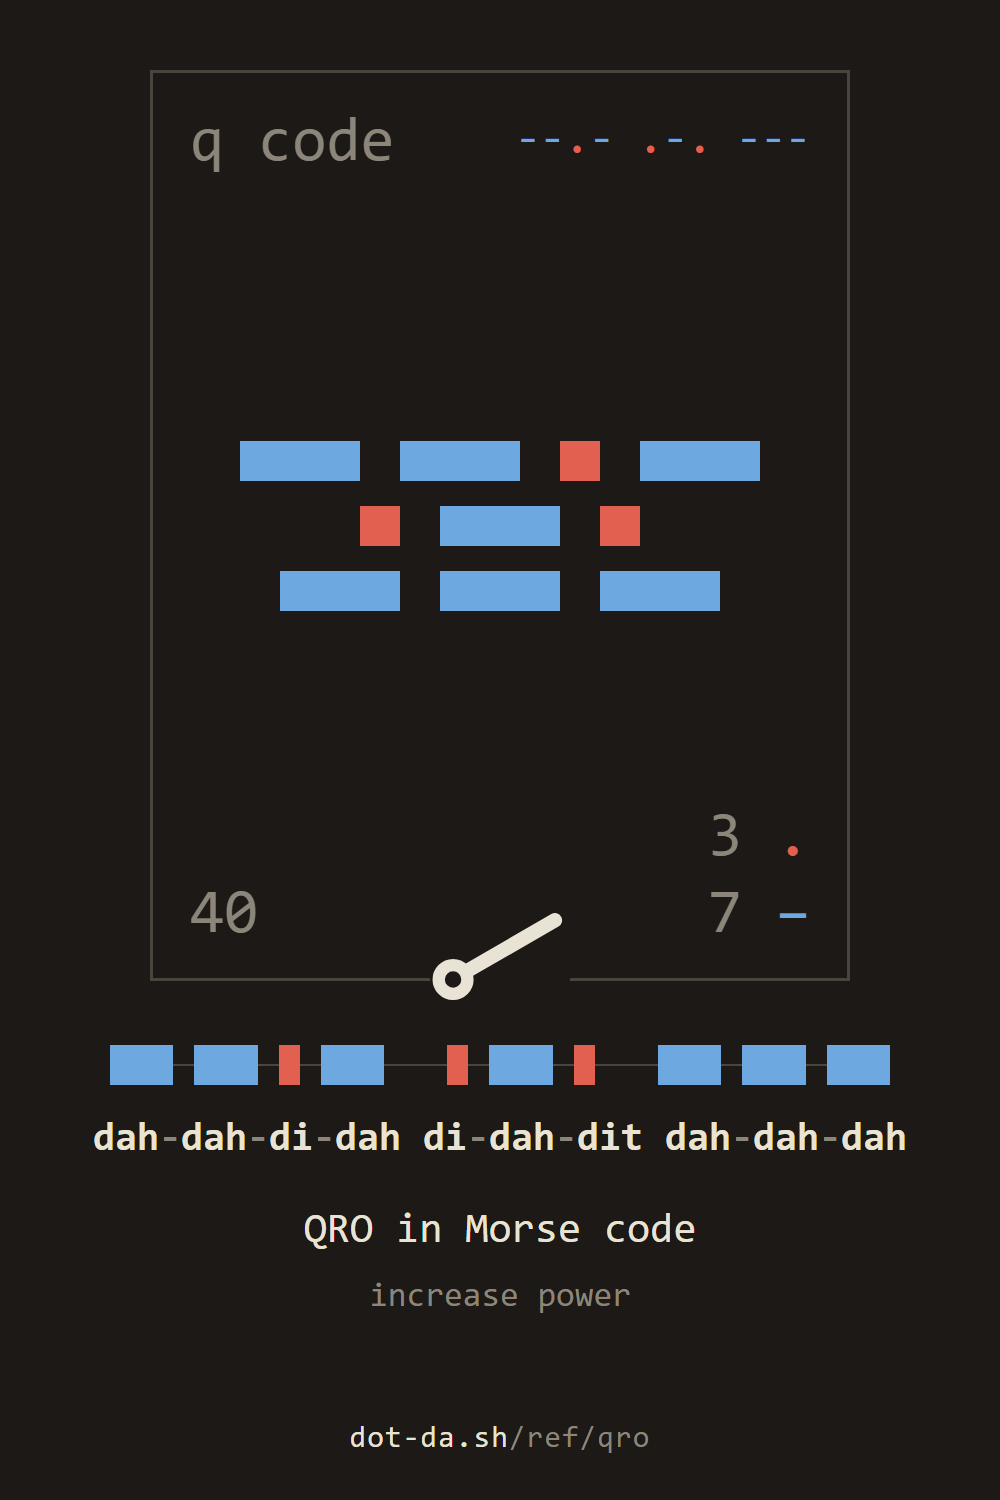 q code --.- .-. ---
3 .
40 7 -
dah-dah-di-dah di-dah-dit dah-dah-dah
QRO in Morse code
increase power
dot-da.sh/ref/qro